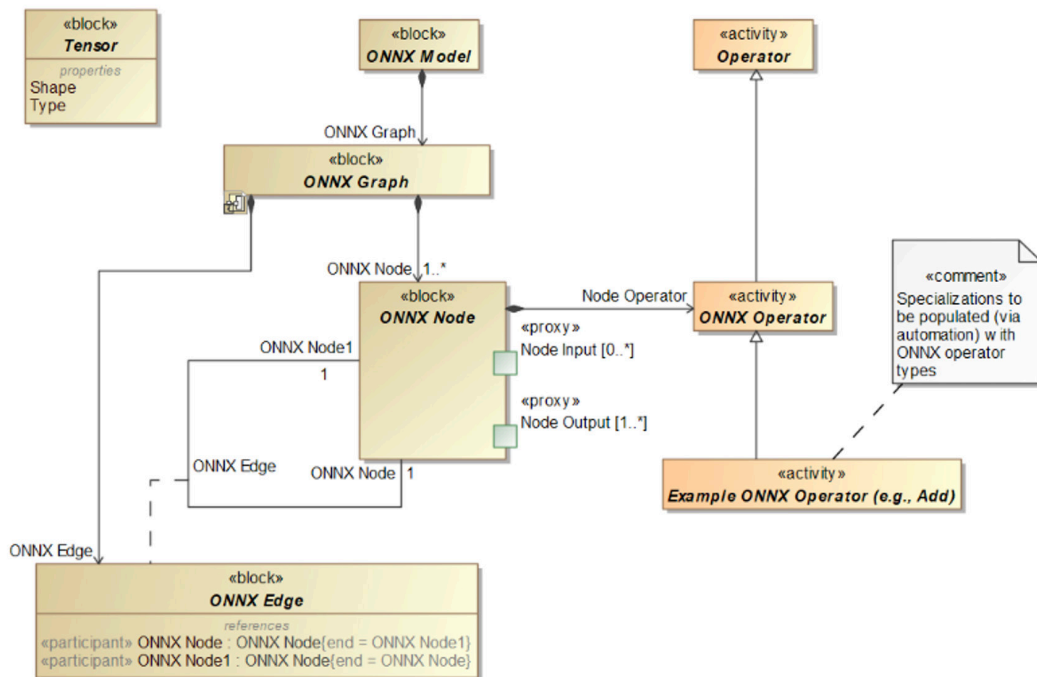 «block»
Tensor
properties
Shape
Type
«block»
ONNX Model
«activity»
Operator
ONNX Graph
«block»
ONNX Graph
ONNX Node
1..*
«block»
ONNX Node
Node Operator
«activity»
ONNX Operator
«comment»
Specializations to
be populated (via
automation) with
ONNX operator
types
«proxy»
Node Input [0..*]
«proxy»
Node Output [1..*]
ONNX Node1
1
ONNX Edge
ONNX Node
1
«activity»
Example ONNX Operator (e.g., Add)
ONNX Edge
«block»
ONNX Edge
references
«participant» ONNX Node : ONNX Node{end = ONNX Node1}
«participant» ONNX Node1 : ONNX Node{end = ONNX Node}